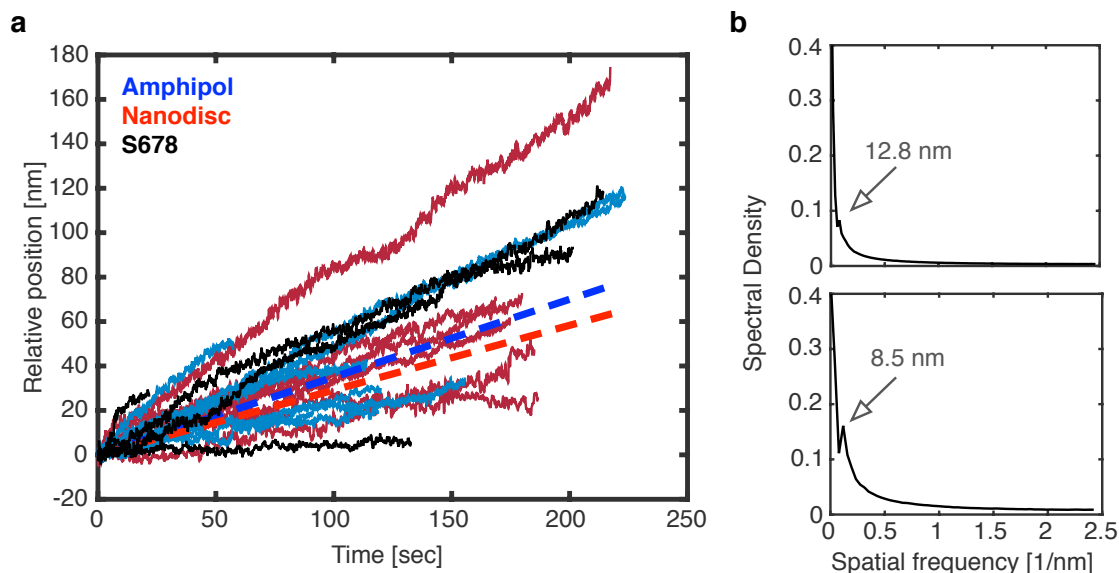 a
180
160
140
120
100
80
60
40
20
0
-20
Relative position [nm]
Amphipol
Nanodisc
S678
0 50 100 150 200 250
Time [sec]
b
0.4
0.3
0.2
0.1
0
12.8 nm
0.4
0.3
0.2
0.1
0
8.5 nm
Spectral Density
0 0.5 1 1.5 2 2.5
Spatial frequency [1/nm]